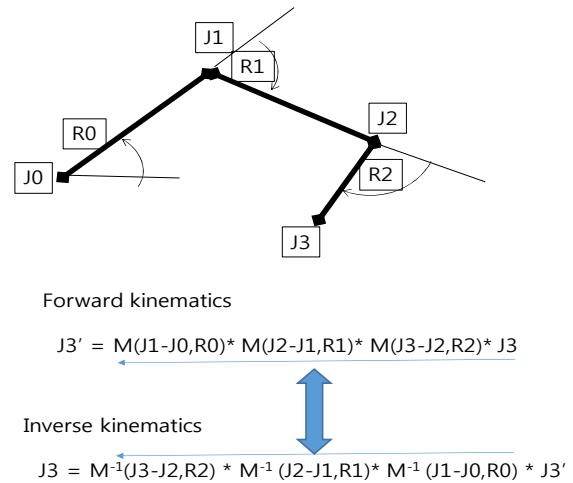 J1
R1
J2
R0
J0
R2
J3
Forward kinematics
J3' = M(J1-J0,R0)* M(J2-J1,R1)* M(J3-J2,R2)* J3
Inverse kinematics
J3 = M⁻¹(J3-J2,R2) * M⁻¹ (J2-J1,R1)* M⁻¹ (J1-J0,R0) * J3'